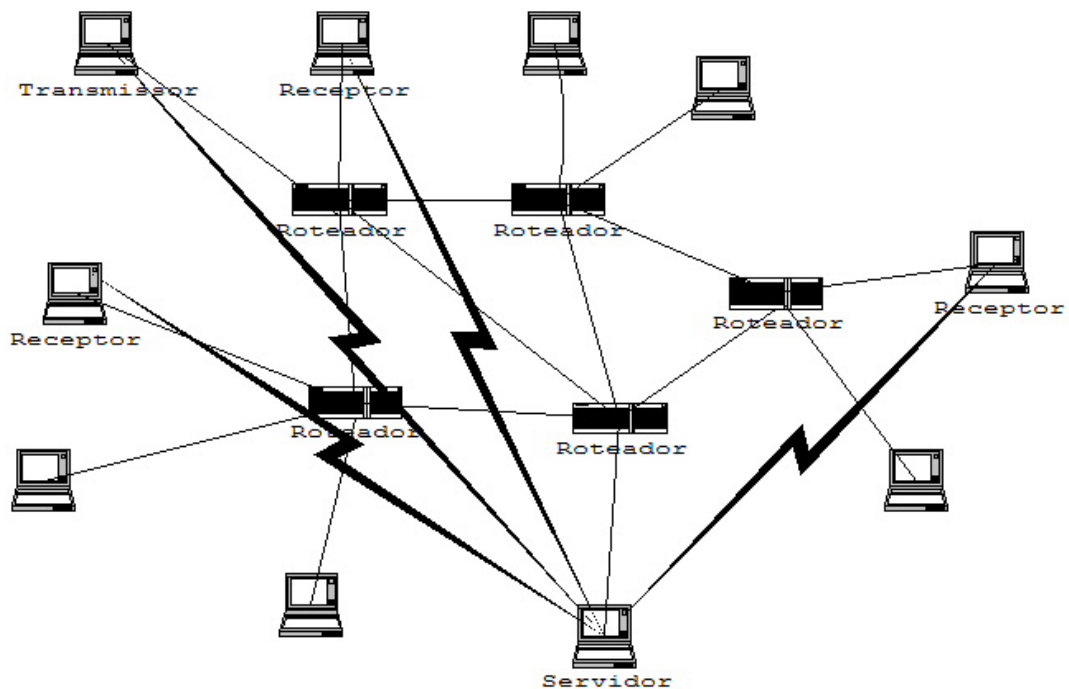 Transmissor
Receptor
Roteador
Roteador
Receptor
Roteador
Receptor
Roteador
Roteador
Servidor